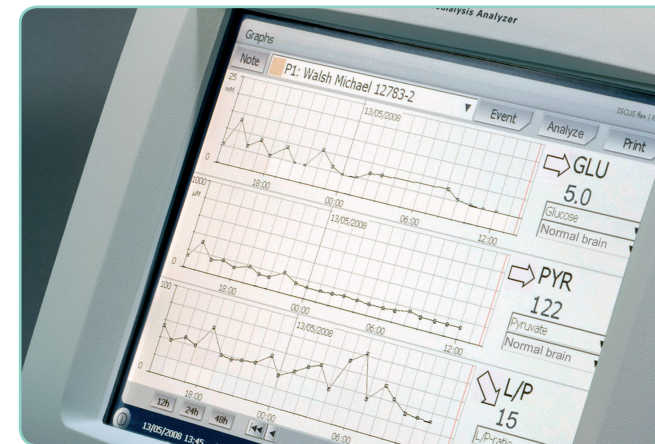 alysis Analyzer
Graphs
ISCUS flex |
Note
P1: Walsh Michael 12783-2
Event
Analyze
Print
25
mM
0
13/05/2008
18:00
00:00
06:00
12:00
GLU
5.0
Glucose
Normal brain
1000
µM
0
13/05/2008
18:00
00:00
06:00
12:00
PYR
122
Pyruvate
Normal brain
100
0
13/05/2008
18:00
00:00
06:00
L/P
15
L/P-ratio
12h
24h
48h
13/05/2008 13:45